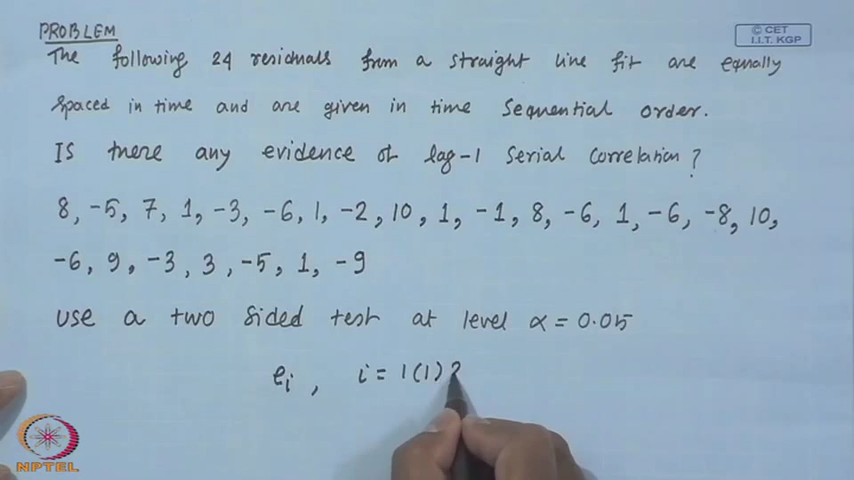 PROBLEM
© CET
I.I.T. KGP
The following 24 residuals from a straight line fit are equally
spaced in time and are given in time sequential order.
IS there any evidence of lag-1 serial correlation?
8, -5, 7, 1, -3, -6, 1, -2, 10, 1, -1, 8, -6, 1, -6, -8, 10,
-6, 9, -3, 3, -5, 1, -9
use a two sided test at level α = 0.05
ei, i = 1(1)2
NPTEL